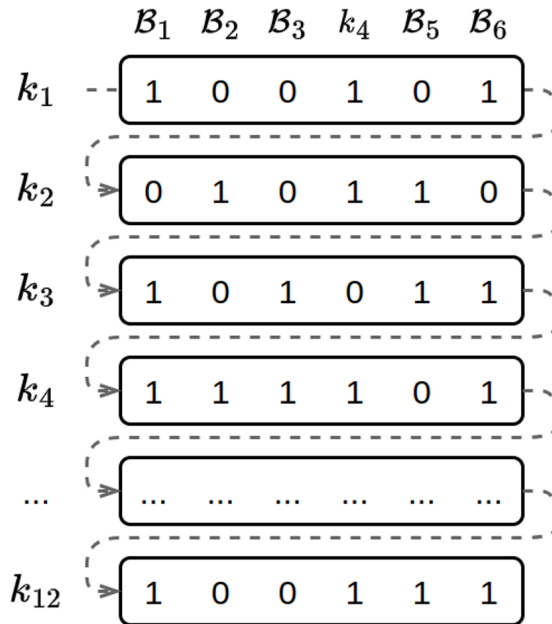 B₁ B₂ B₃ k₄ B₅ B₆
k₁ 1 0 0 1 0 1
k₂ 0 1 0 1 1 0
k₃ 1 0 1 0 1 1
k₄ 1 1 1 1 0 1
... ... ... ... ... ... ...
k₁₂ 1 0 0 1 1 1